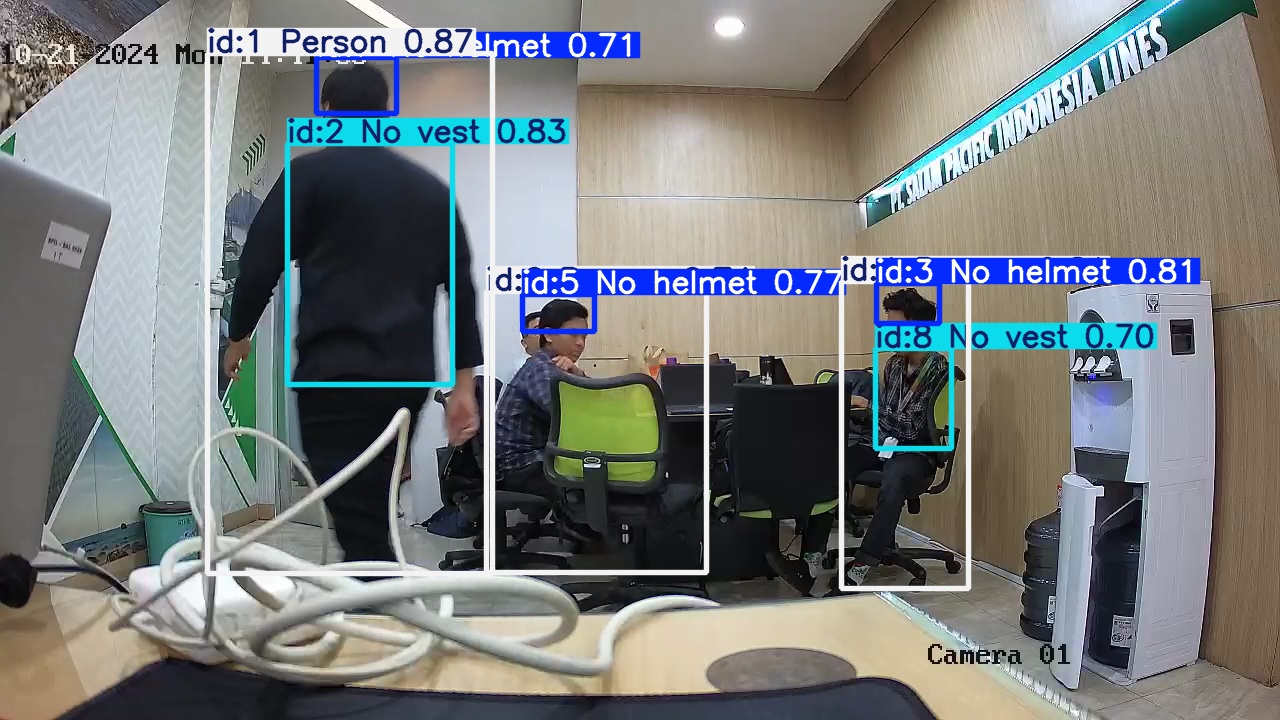 10-21-2024 Mon
id:1 Person 0.87
elmet 0.71
id:2 No vest 0.83
id:5 No helmet 0.77
id:3 No helmet 0.81
id:8 No vest 0.70
PT. SALAM PACIFIC INDONESIA LINES
Camera 01